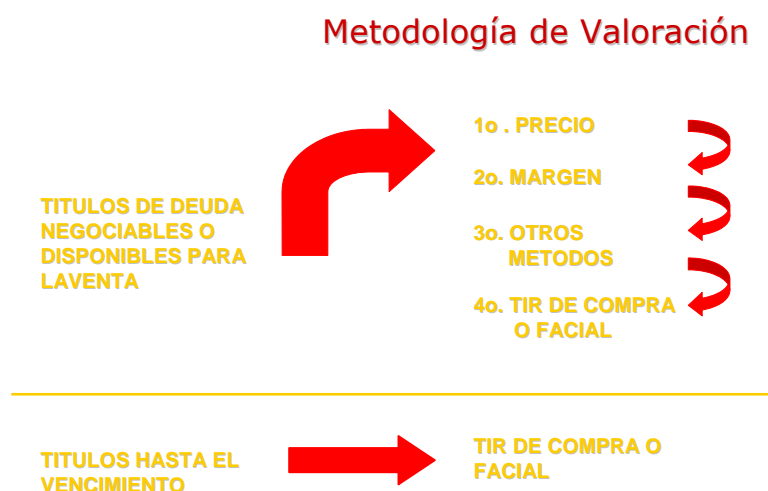 Metodología de Valoración
TITULOS DE DEUDA
NEGOCIABLES O
DISPONIBLES PARA
LAVENTA
1o . PRECIO
2o. MARGEN
3o. OTROS
METODOS
4o. TIR DE COMPRA
O FACIAL
TITULOS HASTA EL
VENCIMIENTO
TIR DE COMPRA O
FACIAL